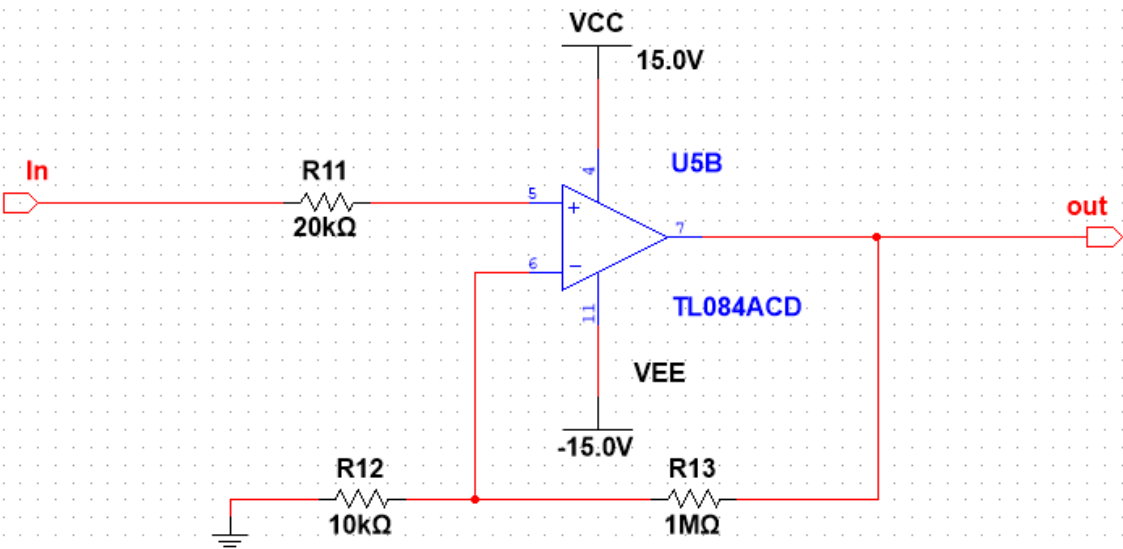 VCC
15.0V
In
R11
20kΩ
4
U5B
5
+
7
out
6
−
11
TL084ACD
VEE
-15.0V
R12
10kΩ
R13
1MΩ